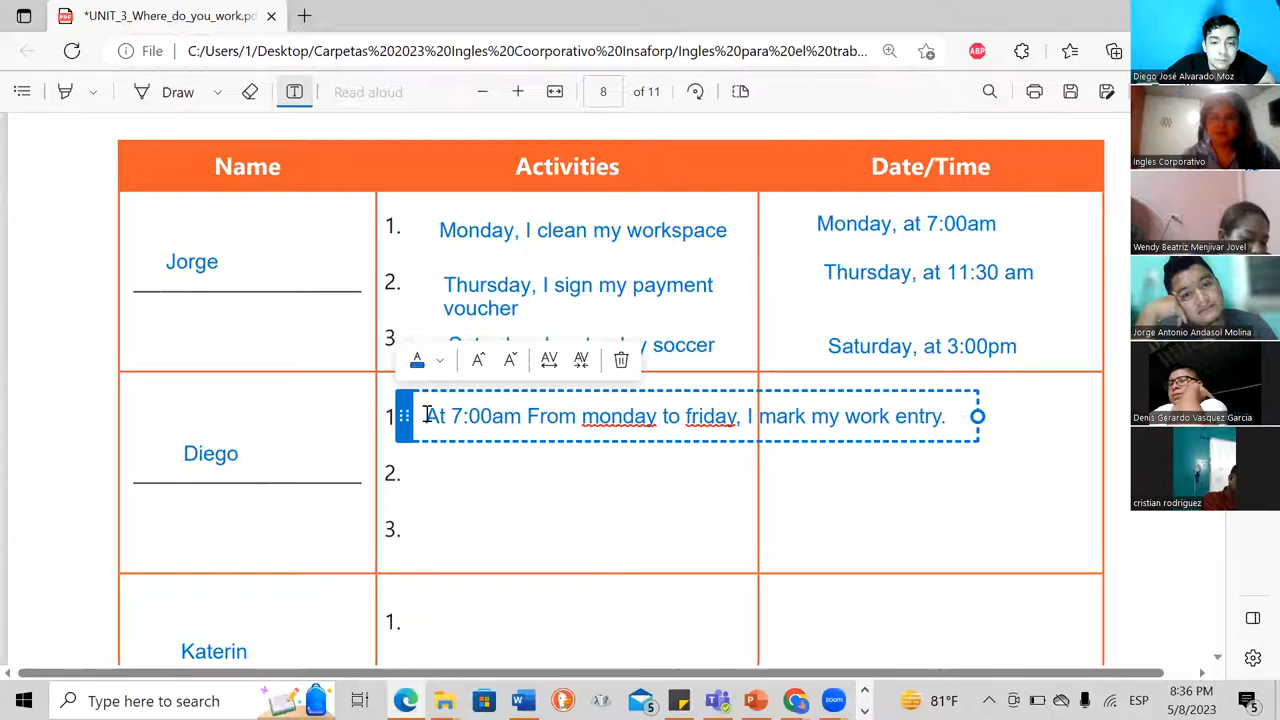 *UNIT_3_Where_do_you_work.pd
File
C:/Users/1/Desktop/Carpetas%202023%20Ingles%20Coorporativo%20Insaforp/Ingles%20para%20el%20trab...
ABP
Draw
Read aloud
8
of 11
Name
Activities
Date/Time
Jorge
1.
Monday, I clean my workspace
Monday, at 7:00am
2.
Thursday, I sign my payment
voucher
Thursday, at 11:30 am
3
soccer
Saturday, at 3:00pm
Diego
1
At 7:00am From monday to friday, I mark my work entry.
2.
3.
Katerin
1.
Diego José Alvarado Moz
Ingles Corporativo
Wendy Beatriz Menjivar Jovel
Jorge Antonio Andasol Molina
Denis Gerardo Vasquez Garcia
cristian rodriguez
Type here to search
5
zoom
81°F
ESP
8:36 PM
5/8/2023
5